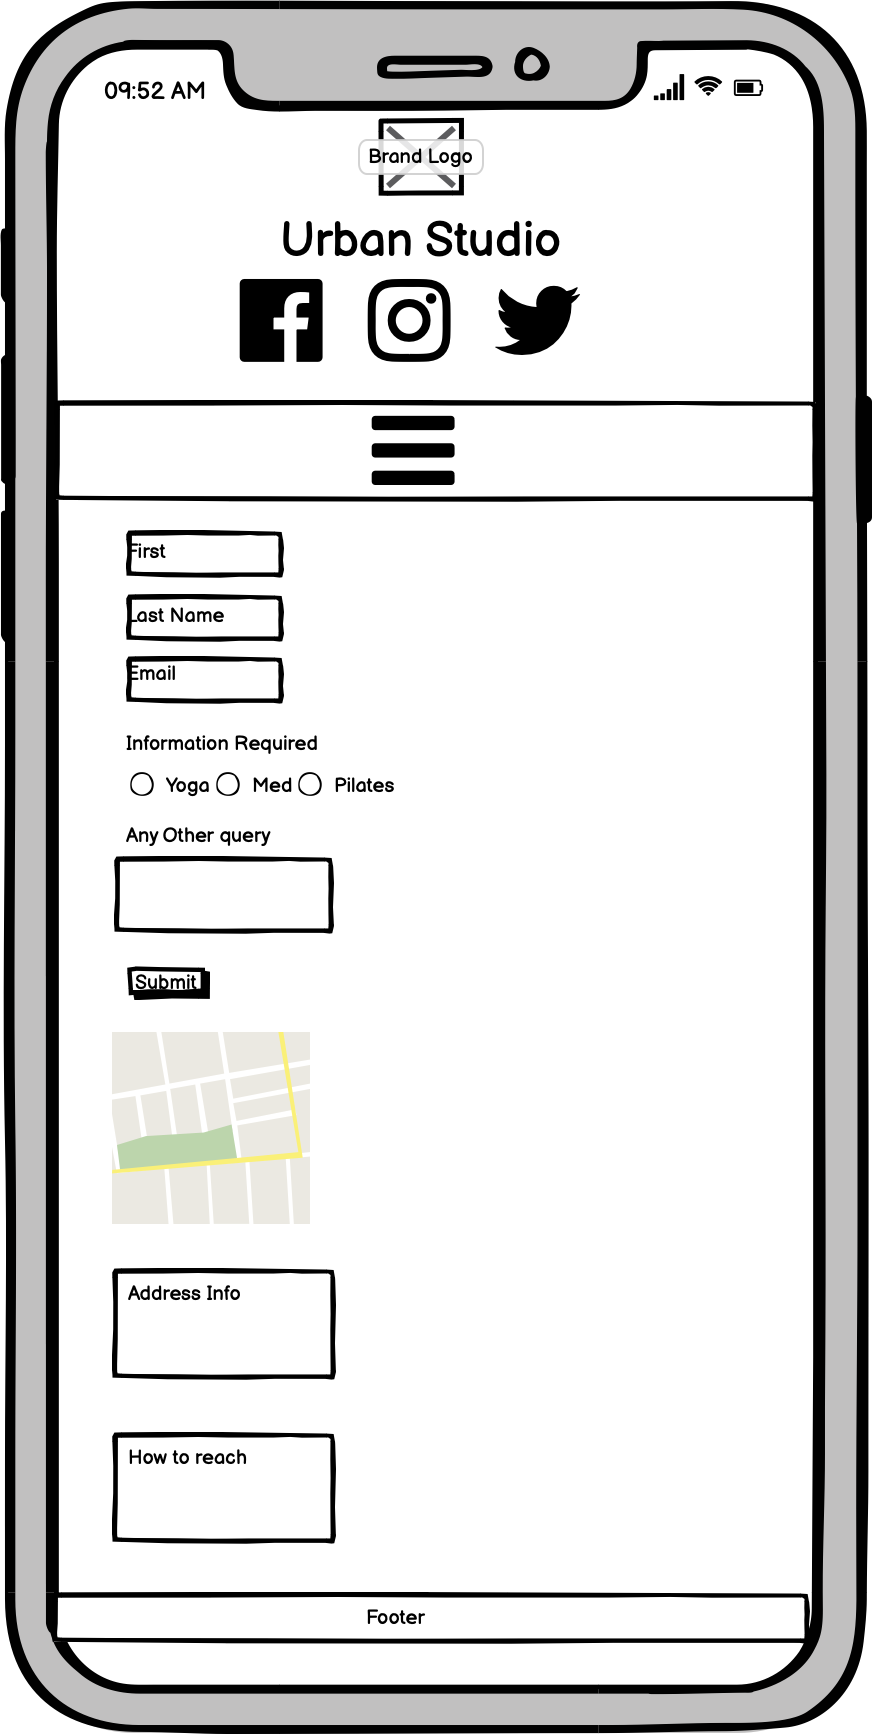 09:52 AM
Brand Logo
Urban Studio
First
Last Name
Email
Information Required
Yoga Med Pilates
Any Other query
Submit
Address Info
How to reach
Footer